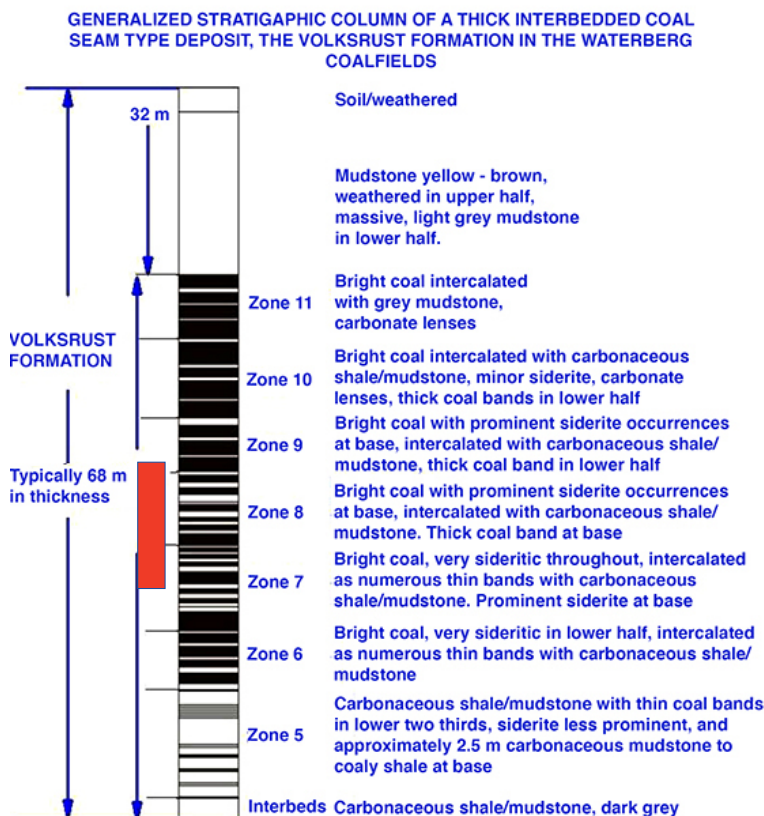 GENERALIZED STRATIGAPHIC COLUMN OF A THICK INTERBEDDED COAL
SEAM TYPE DEPOSIT, THE VOLKSRUST FORMATION IN THE WATERBERG
COALFIELDS
Soil/weathered
32 m
Mudstone yellow - brown,
weathered in upper half,
massive, light grey mudstone
in lower half.
Zone 11
Bright coal intercalated
with grey mudstone,
carbonate lenses
VOLKSRUST
FORMATION
Zone 10
Bright coal intercalated with carbonaceous
shale/mudstone, minor siderite, carbonate
lenses, thick coal bands in lower half
Zone 9
Bright coal with prominent siderite occurrences
at base, intercalated with carbonaceous shale/
mudstone, thick coal band in lower half
Typically 68 m
in thickness
Zone 8
Bright coal with prominent siderite occurrences
at base, intercalated with carbonaceous shale/
mudstone. Thick coal band at base
Zone 7
Bright coal, very sideritic throughout, intercalated
as numerous thin bands with carbonaceous
shale/mudstone. Prominent siderite at base
Zone 6
Bright coal, very sideritic in lower half, intercalated
as numerous thin bands with carbonaceous shale/
mudstone
Zone 5
Carbonaceous shale/mudstone with thin coal bands
in lower two thirds, siderite less prominent, and
approximately 2.5 m carbonaceous mudstone to
coaly shale at base
Interbeds
Carbonaceous shale/mudstone, dark grey